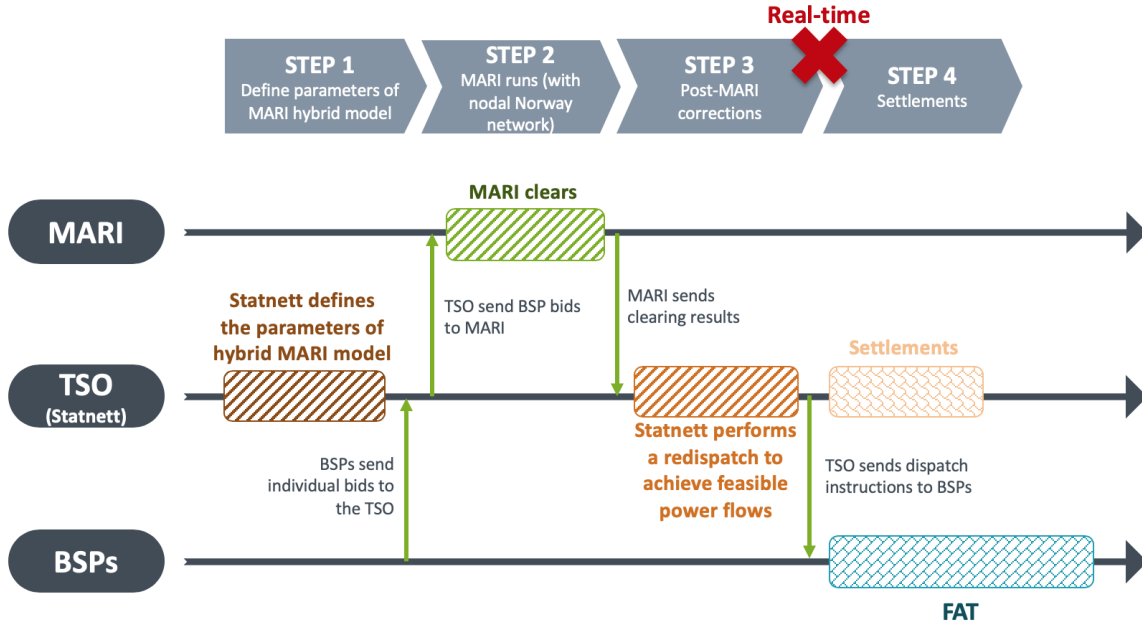 Real-time
STEP 1
Define parameters of
MARI hybrid model
STEP 2
MARI runs (with
nodal Norway
network)
STEP 3
Post-MARI
corrections
STEP 4
Settlements
MARI clears
MARI
TSO send BSP bids
to MARI
MARI sends
clearing results
Statnett defines
the parameters of
hybrid MARI model
Settlements
TSO
(Statnett)
Statnett performs
a redispatch to
achieve feasible
power flows
BSPs send
individual bids to
the TSO
TSO sends dispatch
instructions to BSPs
BSPs
FAT